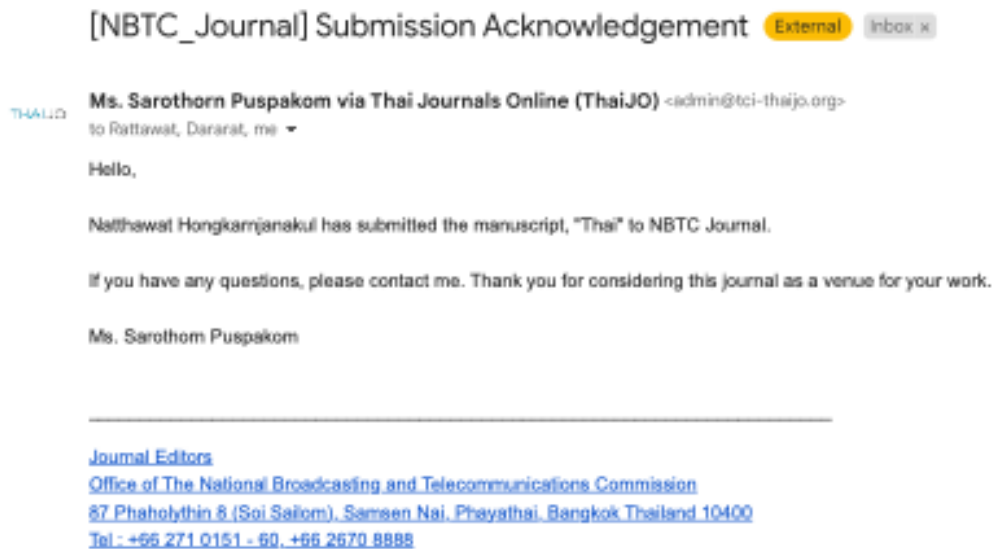 [NBTC_Journal] Submission Acknowledgement External Inbox ×
THAIJO
Ms. Sarothorn Puspakom via Thai Journals Online (ThaiJO) <admin@tci-thaijo.org>
to Rattawat, Dararat, me
Hello,
Natthawat Hongkarnjanakul has submitted the manuscript, "Thai" to NBTC Journal.
If you have any questions, please contact me. Thank you for considering this journal as a venue for your work.
Ms. Sarothorn Puspakom
Journal Editors
Office of The National Broadcasting and Telecommunications Commission
87 Phaholythin 8 (Soi Sailom), Samsen Nai, Phayathai, Bangkok Thailand 10400
Tel : +66 271 0151 - 60, +66 2670 8888